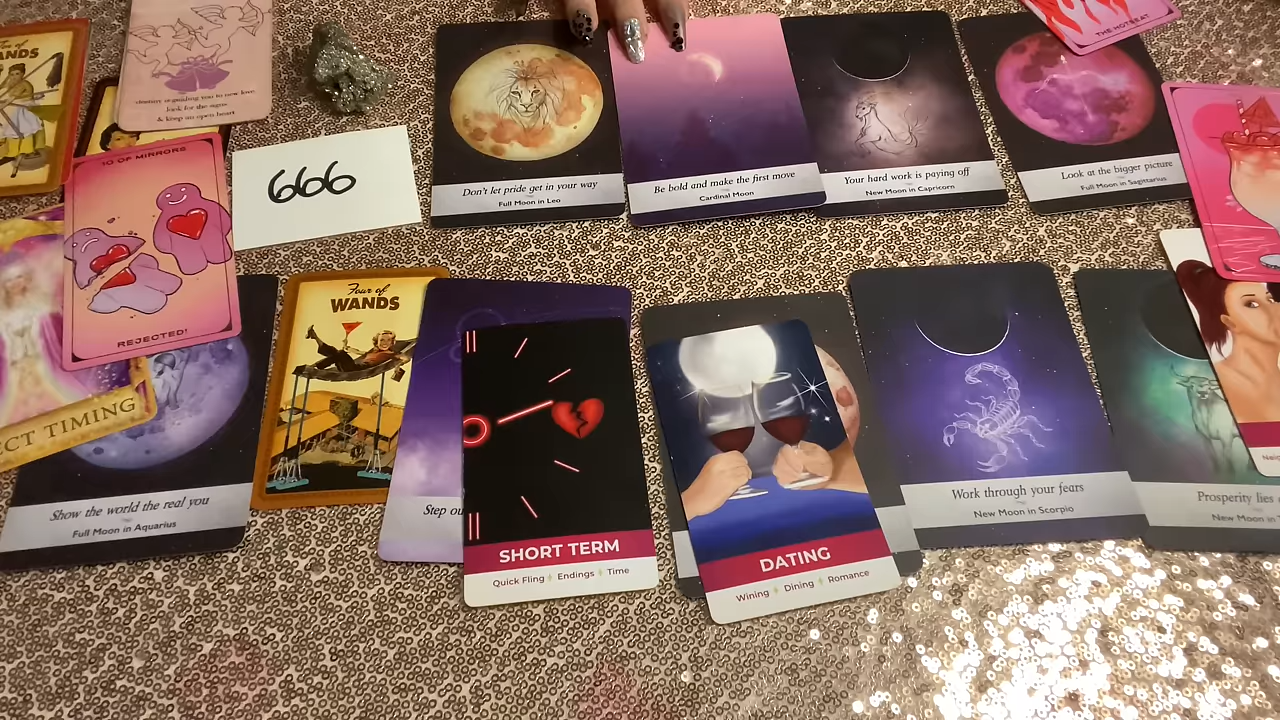 WANDS
destiny is guiding you to new love.
look for the signs
& keep an open heart
666
Don't let pride get in your way
Full Moon in Leo
Be bold and make the first move
Cardinal Moon
Your hard work is paying off
New Moon in Capricorn
Look at the bigger picture
Full Moon in Sagittarius
THE HOT SEAT
10 OF MIRRORS
REJECTED!
ECT TIMING
Show the world the real you
Full Moon in Aquarius
Four of
WANDS
Step ou
SHORT TERM
Quick Fling Endings Time
DATING
Wining Dining Romance
Work through your fears
New Moon in Scorpio
Prosperity lies
New Moon in